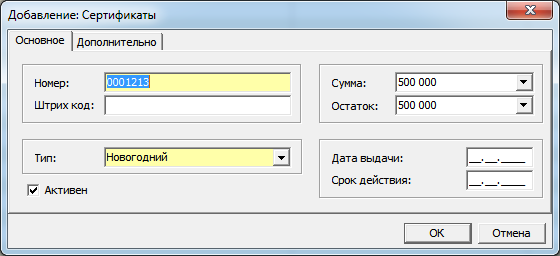 Добавление: Сертификаты
Основное Дополнительно
Номер: 0001213
Штрих код:
Сумма: 500 000
Остаток: 500 000
Тип: Новогодний
Активен
Дата выдачи: __.__.____
Срок действия: __.__.____
OK Отмена